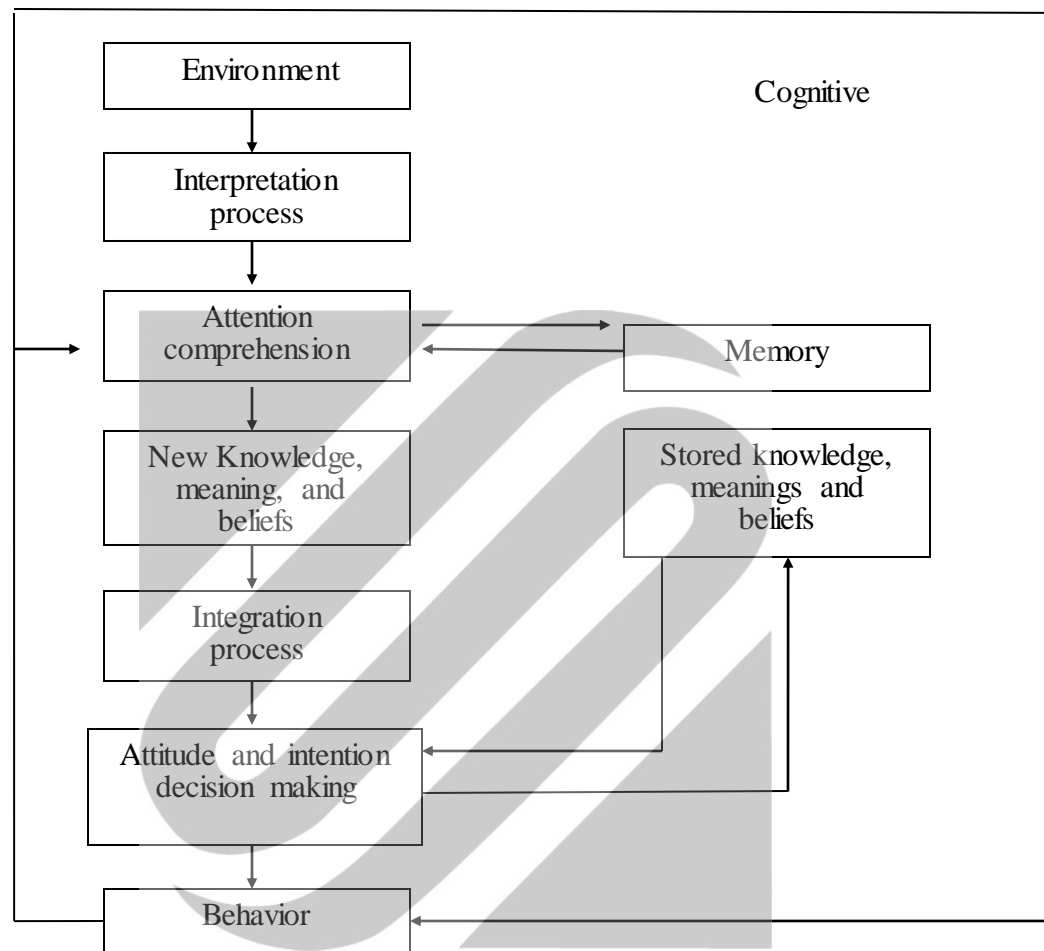 Environment
Cognitive
Interpretation
process
Attention
comprehension
Memory
New Knowledge,
meaning, and
beliefs
Stored knowledge,
meanings and
beliefs
Integration
process
Attitude and intention
decision making
Behavior